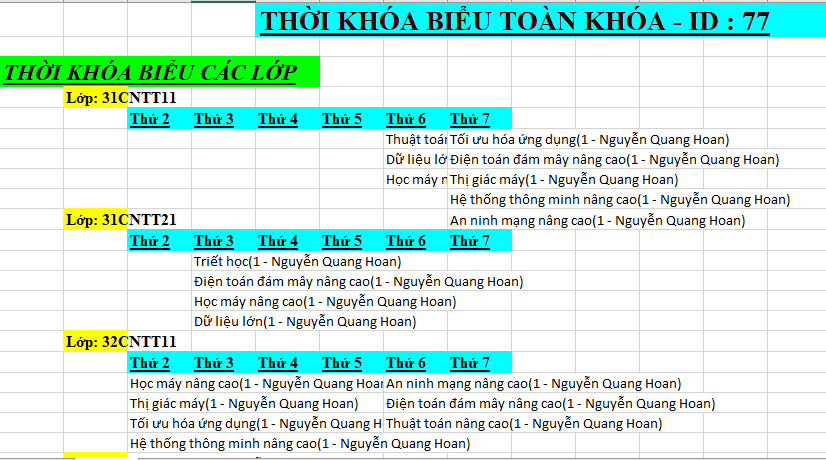 THỜI KHÓA BIỂU TOÀN KHÓA - ID : 77
THỜI KHÓA BIỂU CÁC LỚP
Lớp: 31CNTT11
Thứ 2 Thứ 3 Thứ 4 Thứ 5 Thứ 6 Thứ 7
Thuật toán Tối ưu hóa ứng dụng(1 - Nguyễn Quang Hoan)
Dữ liệu lớ Điện toán đám mây nâng cao(1 - Nguyễn Quang Hoan)
Học máy n Thị giác máy(1 - Nguyễn Quang Hoan)
Hệ thống thông minh nâng cao(1 - Nguyễn Quang Hoan)
Lớp: 31CNTT21 An ninh mạng nâng cao(1 - Nguyễn Quang Hoan)
Thứ 2 Thứ 3 Thứ 4 Thứ 5 Thứ 6 Thứ 7
Triết học(1 - Nguyễn Quang Hoan)
Điện toán đám mây nâng cao(1 - Nguyễn Quang Hoan)
Học máy nâng cao(1 - Nguyễn Quang Hoan)
Dữ liệu lớn(1 - Nguyễn Quang Hoan)
Lớp: 32CNTT11
Thứ 2 Thứ 3 Thứ 4 Thứ 5 Thứ 6 Thứ 7
Học máy nâng cao(1 - Nguyễn Quang Hoan An ninh mạng nâng cao(1 - Nguyễn Quang Hoan)
Thị giác máy(1 - Nguyễn Quang Hoan) Điện toán đám mây nâng cao(1 - Nguyễn Quang Hoan)
Tối ưu hóa ứng dụng(1 - Nguyễn Quang H Thuật toán nâng cao(1 - Nguyễn Quang Hoan)
Hệ thống thông minh nâng cao(1 - Nguyễn Quang Hoan)